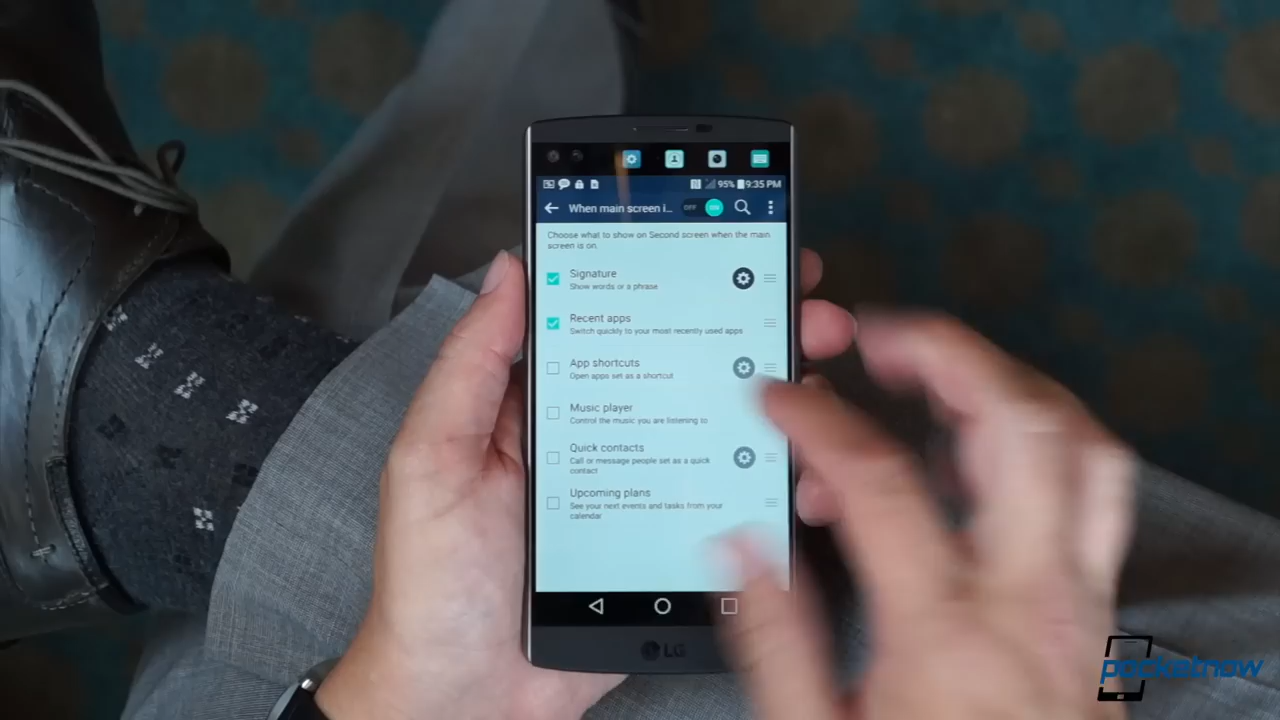 95% 9:35 PM
When main screen i... OFF ON
Choose what to show on Second screen when the main
screen is on.
Signature
Show words or a phrase
Recent apps
Switch quickly to your most recently used apps
App shortcuts
Open apps set as a shortcut
Music player
Control the music you are listening to
Quick contacts
Call or message people set as a quick
contact
Upcoming plans
See your next events and tasks from your
calendar
LG
pocketnow